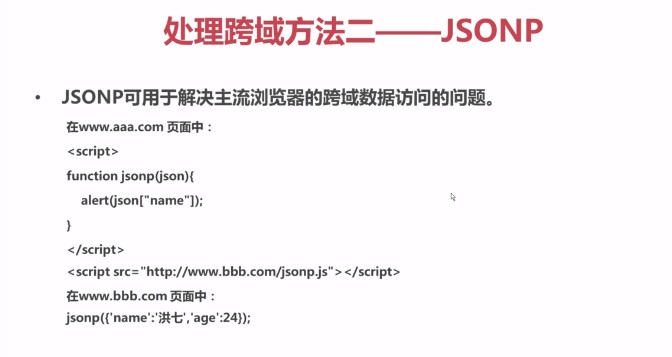 处理跨域方法二——JSONP
• JSONP可用于解决主流浏览器的跨域数据访问的问题。
在www.aaa.com 页面中：
<script>
function jsonp(json){
alert(json["name"]);
}
</script>
<script src="http://www.bbb.com/jsonp.js"></script>
在www.bbb.com 页面中：
jsonp({'name':'洪七','age':24});